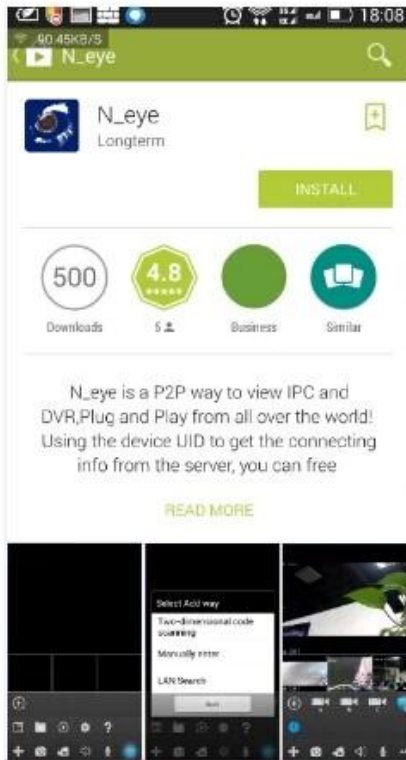 18:08
90.45KB/S
N_eye
N_eye
Longterm
INSTALL
500
4.8
Downloads
5
Business
Similar
N_eye is a P2P way to view IPC and
DVR,Plug and Play from all over the world!
Using the device UID to get the connecting
info from the server, you can free
READ MORE
Select Add way
Two-dimensional code
scanning
Manually enter
LAN Search